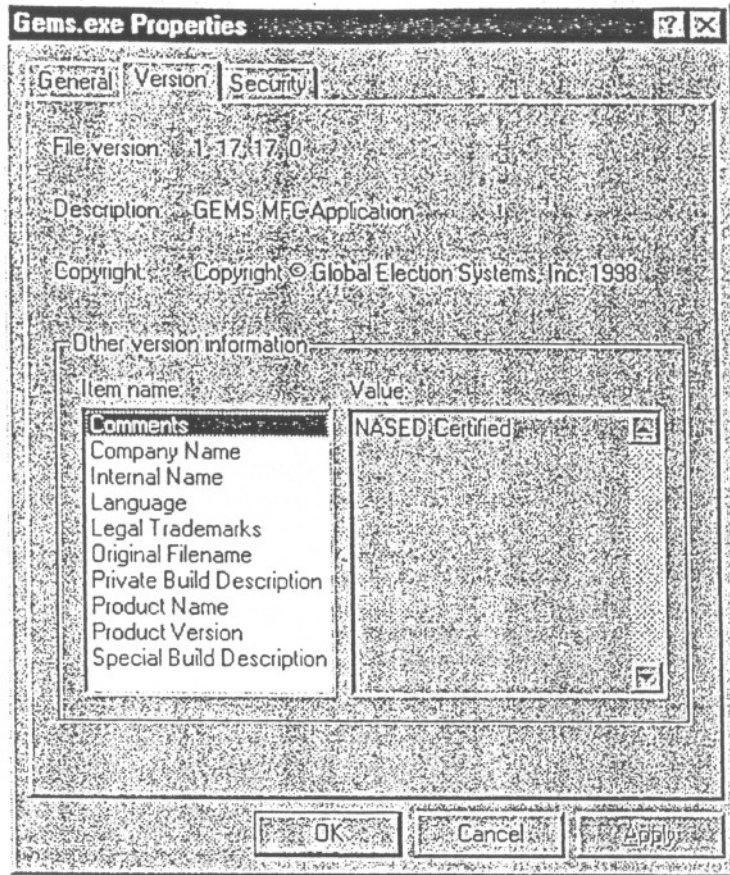 Gems.exe Properties
General Version Security
File version: 1, 17, 17, 0
Description: GEMS MFC Application
Copyright: Copyright © Global Election Systems, Inc. 1998
Other version information
Item name: Value:
Comments NASED Certified
Company Name
Internal Name
Language
Legal Trademarks
Original Filename
Private Build Description
Product Name
Product Version
Special Build Description
OK Cancel Apply